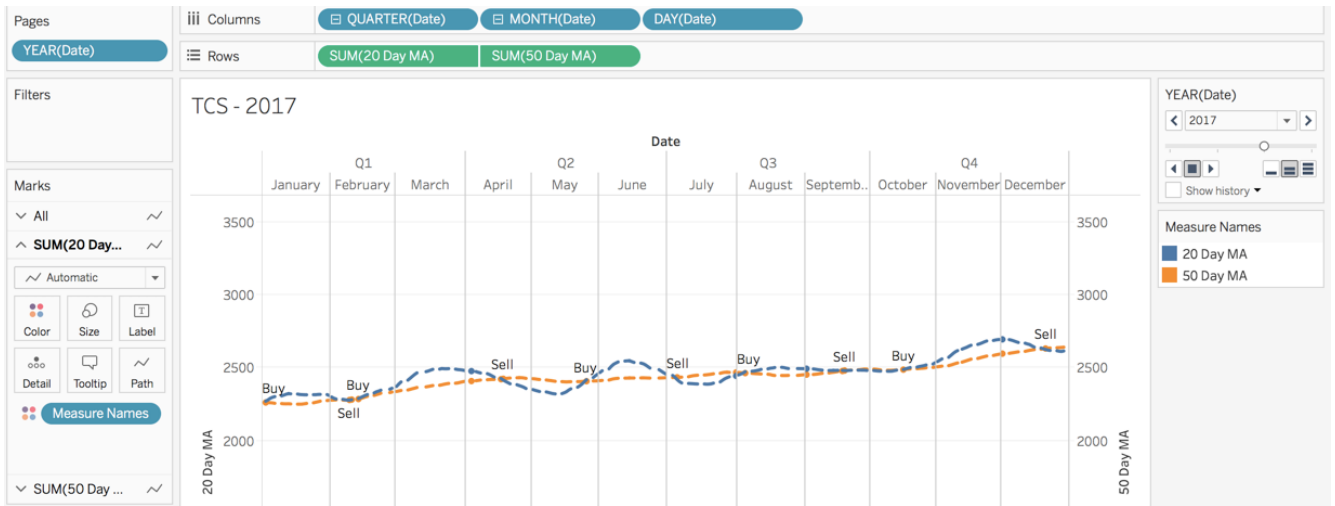 Pages
YEAR(Date)
Filters
Marks
All
SUM(20 Day...
Automatic
Color Size Label
Detail Tooltip Path
Measure Names
SUM(50 Day ...
Columns QUARTER(Date) MONTH(Date) DAY(Date)
Rows SUM(20 Day MA) SUM(50 Day MA)
TCS - 2017
Date
Q1 Q2 Q3 Q4
January February March April May June July August Septemb.. October November December
3500 3500
3000 3000
2500 2500
2000 2000
20 Day MA
50 Day MA
Buy
Sell
Buy
Sell
Buy
Sell
Buy
Sell
Buy
Sell
YEAR(Date)
2017
Show history
Measure Names
20 Day MA
50 Day MA